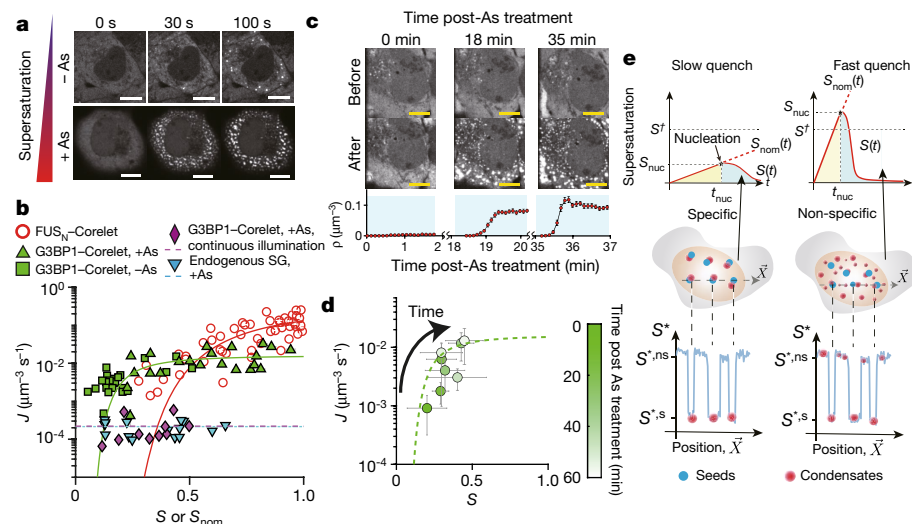 a
0 s 30 s 100 s
Supersaturation
– As
+ As
b
FUS_N–Corelet
G3BP1–Corelet, +As
G3BP1–Corelet, –As
G3BP1–Corelet, +As, continuous illumination
Endogenous SG, +As
J (μm⁻³ s⁻¹)
10⁰
10⁻²
10⁻⁴
0 0.5 1.0
S or S_nom
c
Time post-As treatment
0 min 18 min 35 min
Before
After
ρ (μm⁻³)
0.1
0
0 1 2 18 19 20 35 36 37
Time post-As treatment (min)
d
Time
J (μm⁻³ s⁻¹)
10⁻¹
10⁻²
10⁻³
10⁻⁴
0 0.5 1.0
S
0
20
40
60
Time post As treatment (min)
e
Slow quench Fast quench
Supersaturation
S†
S_nuc
Nucleation
S_nom(t)
S(t)
t_nuc
t
S_nom(t)
S_nuc
S†
S(t)
t_nuc
Specific Non-specific
X⃗ X⃗
S* S*
S*,ns S*,ns
S*,s S*,s
Position, X⃗ Position, X⃗
Seeds Condensates